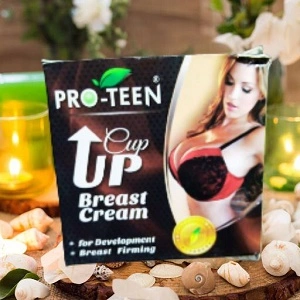 PRO-TEEN®
Cup
UP
Breast
Cream
• for Development
• Breast Firming